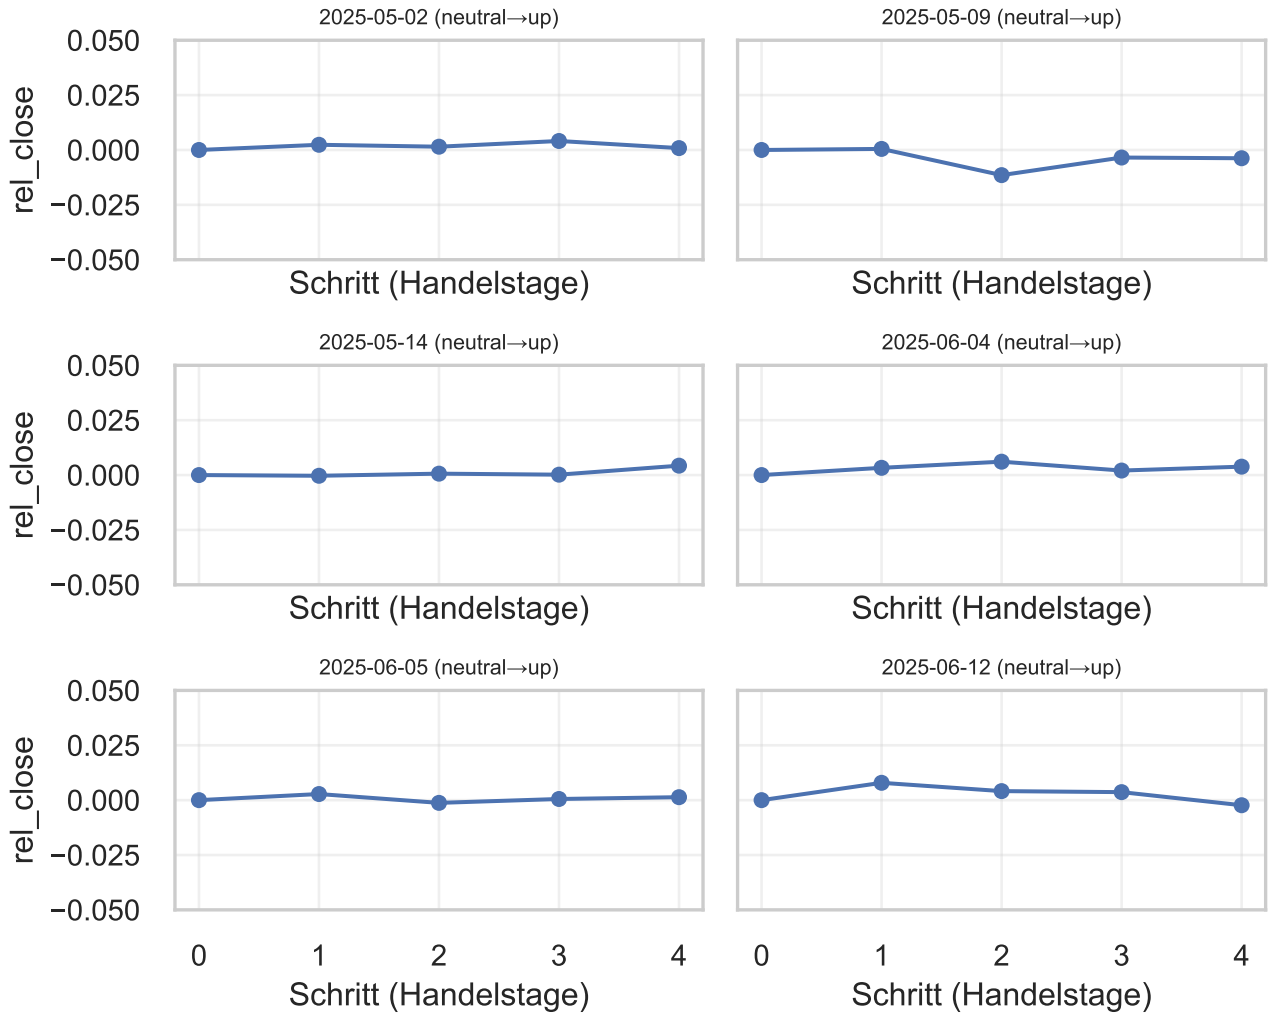 2025-05-02 (neutral→up)
2025-05-09 (neutral→up)
rel_close
0.050
0.025
0.000
−0.025
−0.050
Schritt (Handelstage)
Schritt (Handelstage)
2025-05-14 (neutral→up)
2025-06-04 (neutral→up)
rel_close
0.050
0.025
0.000
−0.025
−0.050
Schritt (Handelstage)
Schritt (Handelstage)
2025-06-05 (neutral→up)
2025-06-12 (neutral→up)
rel_close
0.050
0.025
0.000
−0.025
−0.050
0 1 2 3 4
0 1 2 3 4
Schritt (Handelstage)
Schritt (Handelstage)